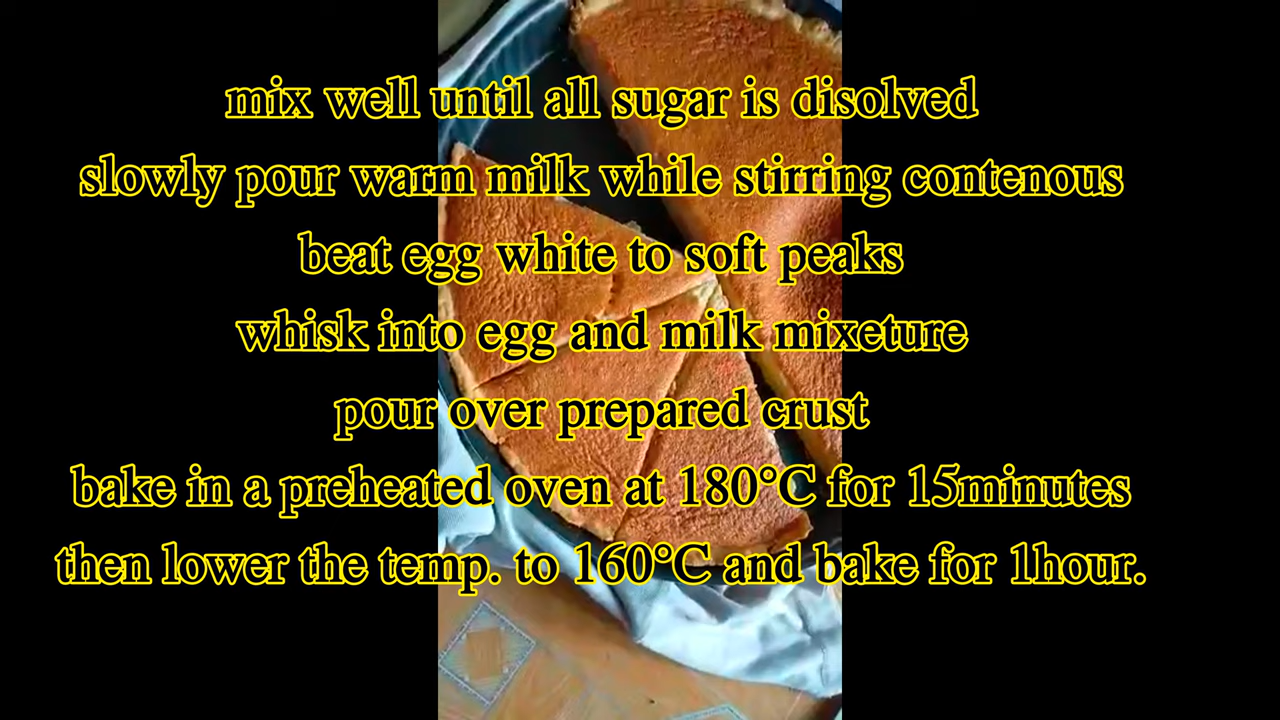 mix well until all sugar is disolved
slowly pour warm milk while stirring contenous
beat egg white to soft peaks
whisk into egg and milk mixeture
pour over prepared crust
bake in a preheated oven at 180°C for 15minutes
then lower the temp. to 160°C and bake for 1hour.